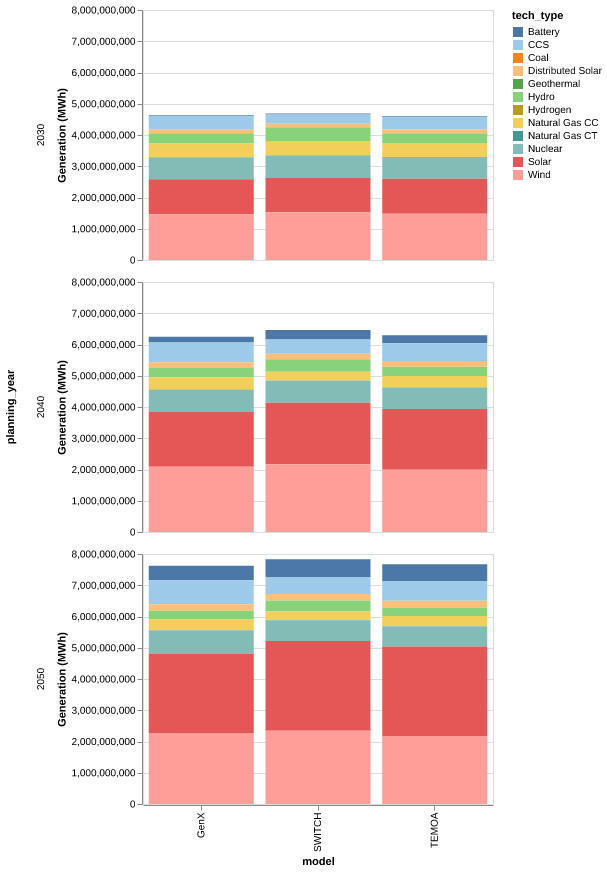 tech_type
Battery
CCS
Coal
Distributed Solar
Geothermal
Hydro
Hydrogen
Natural Gas CC
Natural Gas CT
Nuclear
Solar
Wind
planning_year
2030
Generation (MWh)
8,000,000,000
7,000,000,000
6,000,000,000
5,000,000,000
4,000,000,000
3,000,000,000
2,000,000,000
1,000,000,000
0
2040
Generation (MWh)
8,000,000,000
7,000,000,000
6,000,000,000
5,000,000,000
4,000,000,000
3,000,000,000
2,000,000,000
1,000,000,000
0
2050
Generation (MWh)
8,000,000,000
7,000,000,000
6,000,000,000
5,000,000,000
4,000,000,000
3,000,000,000
2,000,000,000
1,000,000,000
0
GenX
SWITCH
TEMOA
model